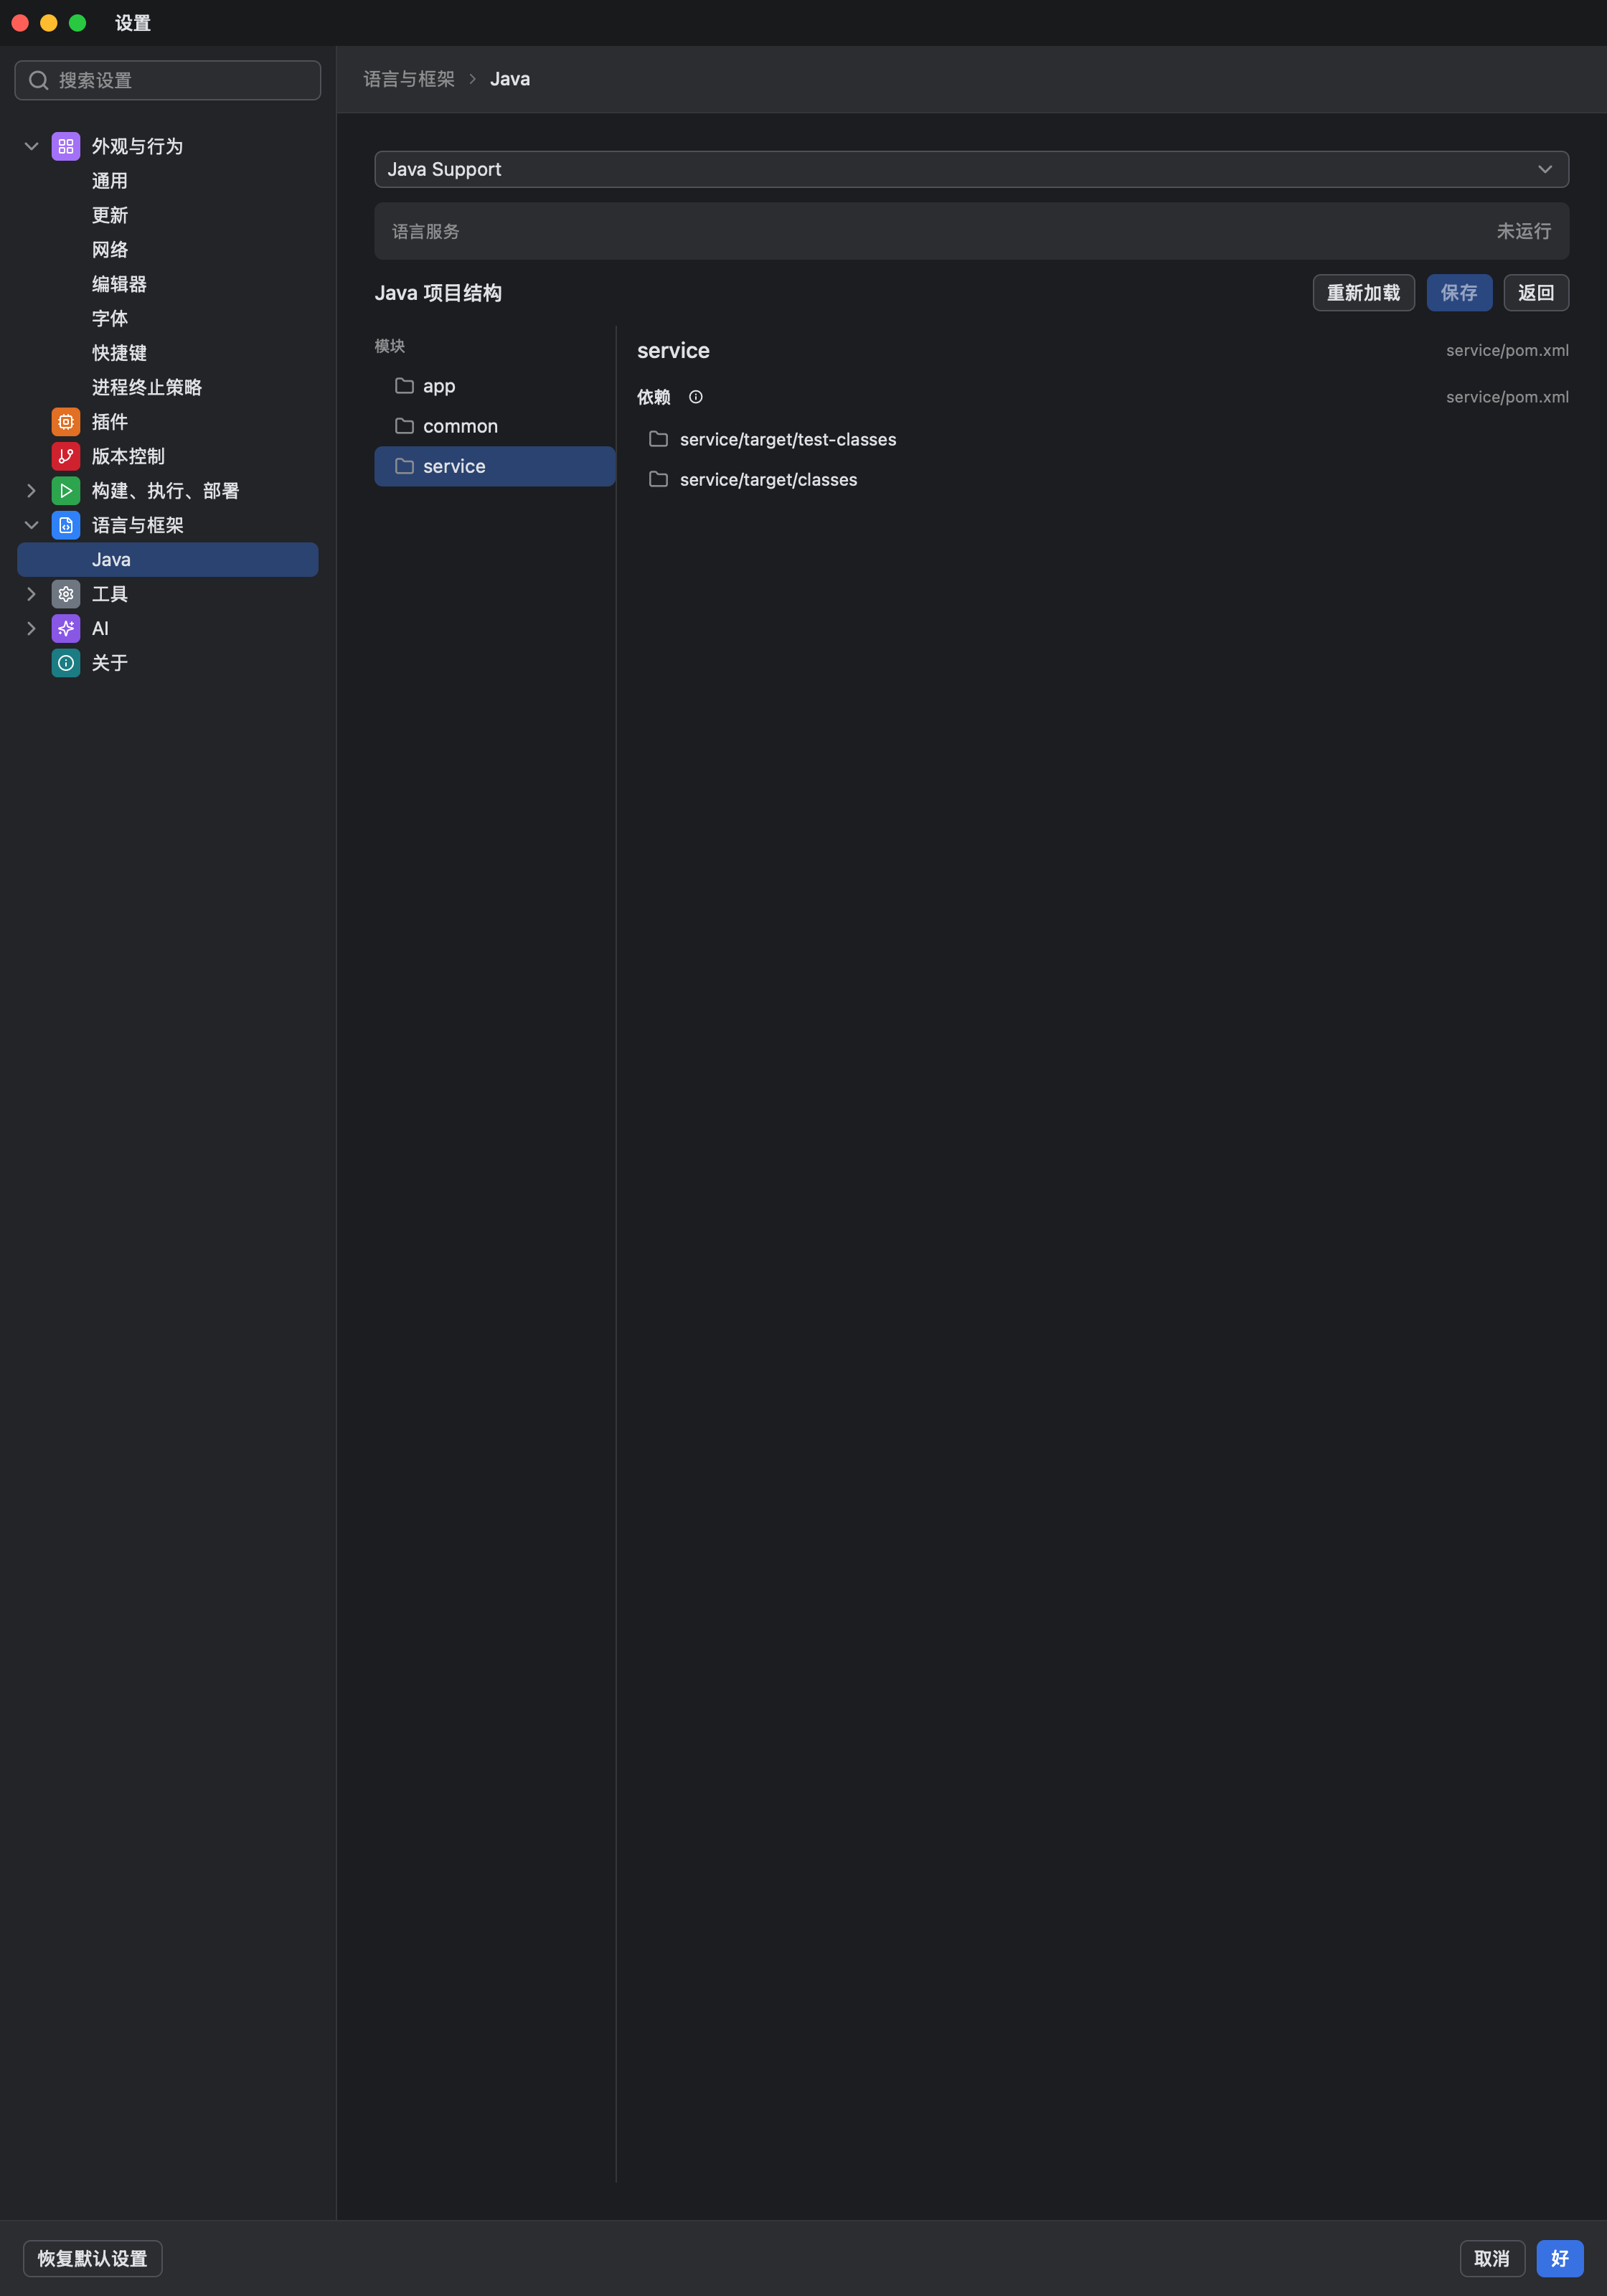 设置
搜索设置
外观与行为
通用
更新
网络
编辑器
字体
快捷键
进程终止策略
插件
版本控制
构建、执行、部署
语言与框架
Java
工具
AI
关于
语言与框架 > Java
Java Support
语言服务 未运行
Java 项目结构 重新加载 保存 返回
模块
app
common
service
service service/pom.xml
依赖 service/pom.xml
service/target/test-classes
service/target/classes
恢复默认设置 取消 好